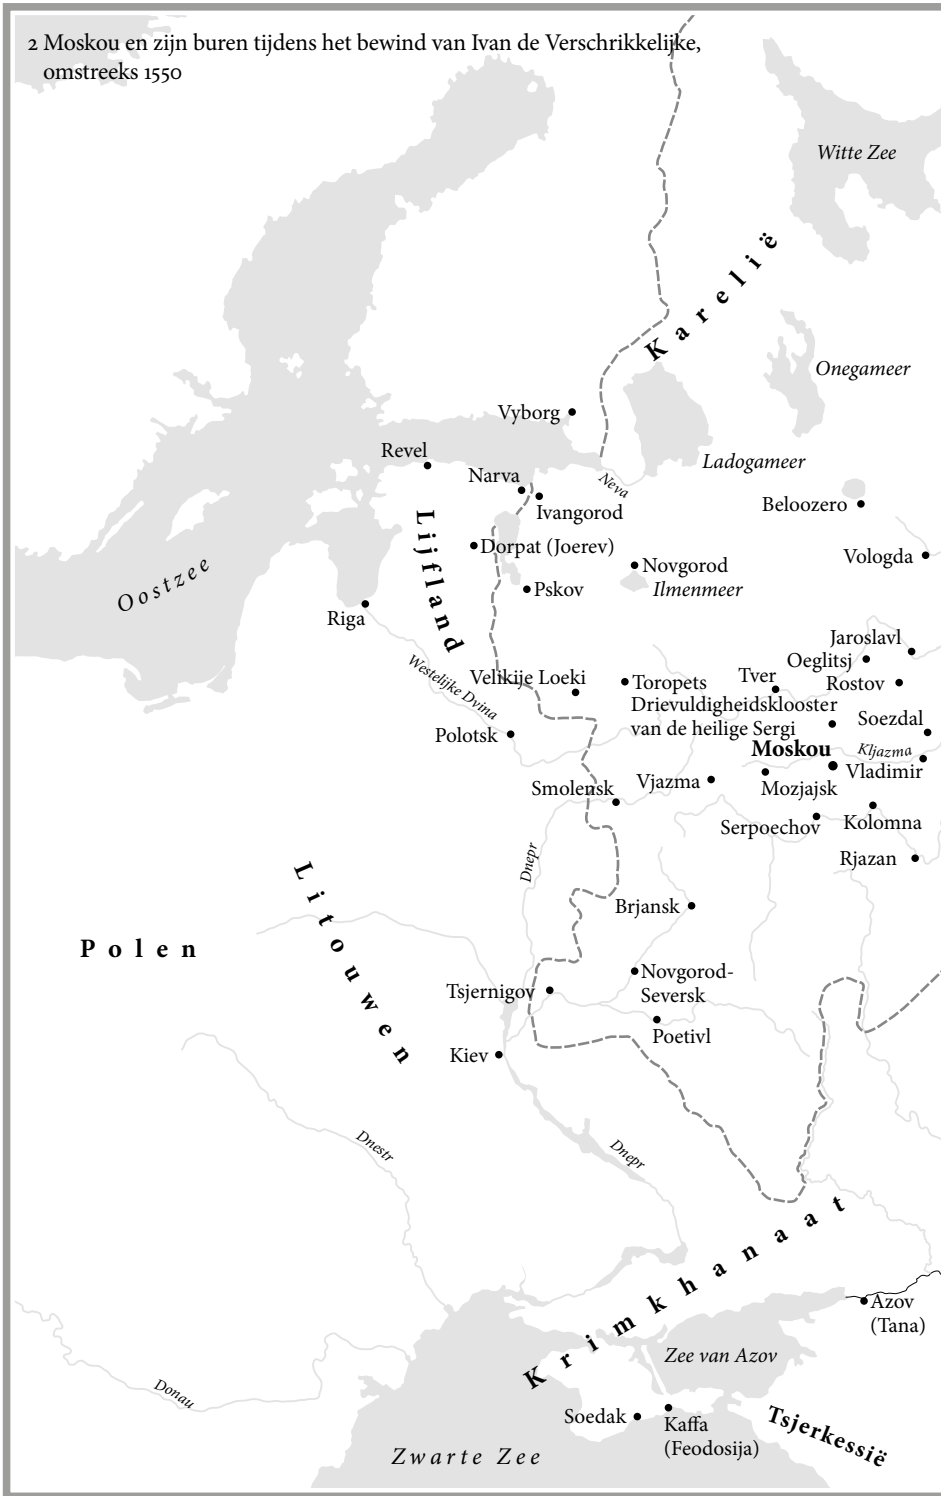 2 Moskou en zijn buren tijdens het bewind van Ivan de Verschrikkelijke,
omstreeks 1550
Witte Zee
Karelië
Onegameer
Vyborg
Revel
Ladogameer
Narva
Neva
Beloozero
Ivangorod
Lijfland
Dorpat (Joerev)
Vologda
Novgorod
Ilmenmeer
Oostzee
Pskov
Riga
Jaroslavl
Oeglitsj
Westelijke Dvina
Velikije Loeki
Toropets
Tver
Rostov
Drievuldigheidsklooster
van de heilige Sergi
Soezdal
Polotsk
Moskou
Kljazma
Vladimir
Smolensk
Vjazma
Mozjajsk
Serpoechov
Kolomna
Dnepr
Rjazan
Litouwen
Brjansk
Polen
Novgorod-
Seversk
Tsjernigov
Poetivl
Kiev
Dnestr
Dnepr
Krimkhanaat
Azov
(Tana)
Zee van Azov
Donau
Soedak
Kaffa
(Feodosija)
Tsjerkessië
Zwarte Zee